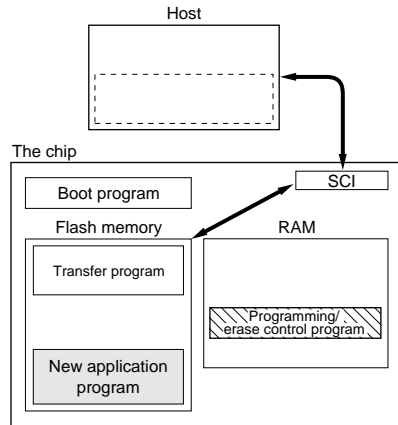 Host
The chip
SCI
Boot program
Flash memory
RAM
Transfer program
Programming/
erase control program
New application
program